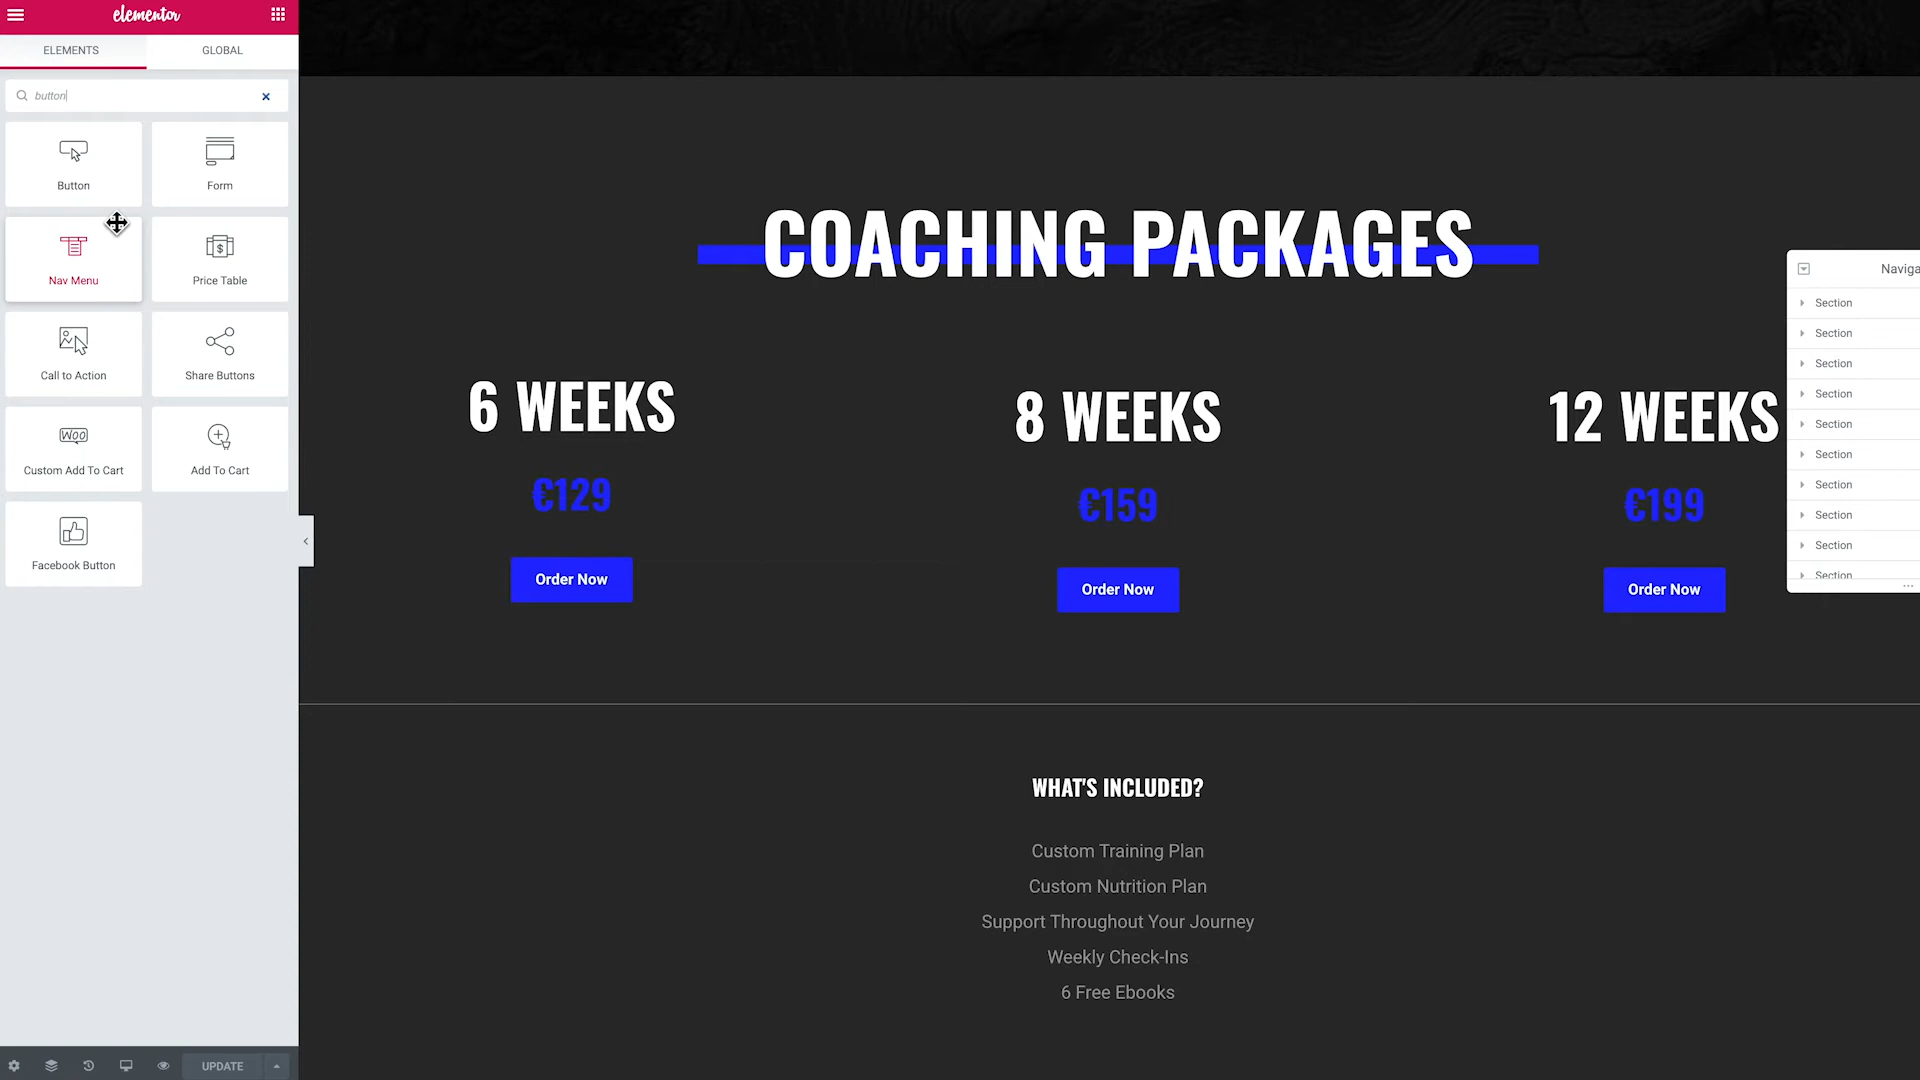 elementor
ELEMENTS
GLOBAL
button
Button
Form
Nav Menu
Price Table
Call to Action
Share Buttons
Woo
Custom Add To Cart
Add To Cart
Facebook Button
UPDATE
COACHING PACKAGES
6 WEEKS
€129
Order Now
8 WEEKS
€159
Order Now
12 WEEKS
€199
Order Now
WHAT'S INCLUDED?
Custom Training Plan
Custom Nutrition Plan
Support Throughout Your Journey
Weekly Check-Ins
6 Free Ebooks
Naviga
Section
Section
Section
Section
Section
Section
Section
Section
Section
Section